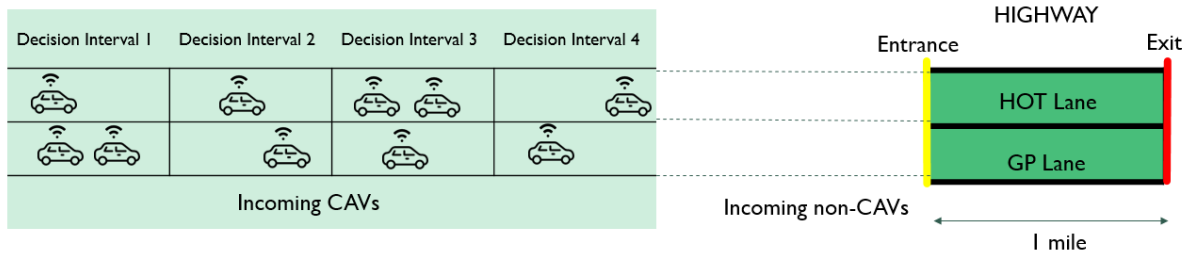 HIGHWAY
Decision Interval 1
Decision Interval 2
Decision Interval 3
Decision Interval 4
Entrance
Exit
HOT Lane
GP Lane
Incoming CAVs
Incoming non-CAVs
1 mile